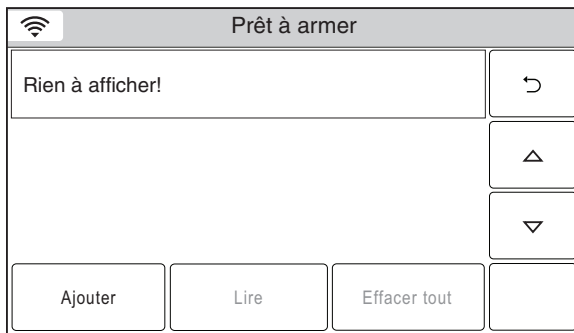 Prêt à armer
Rien à afficher!
Ajouter
Lire
Effacer tout